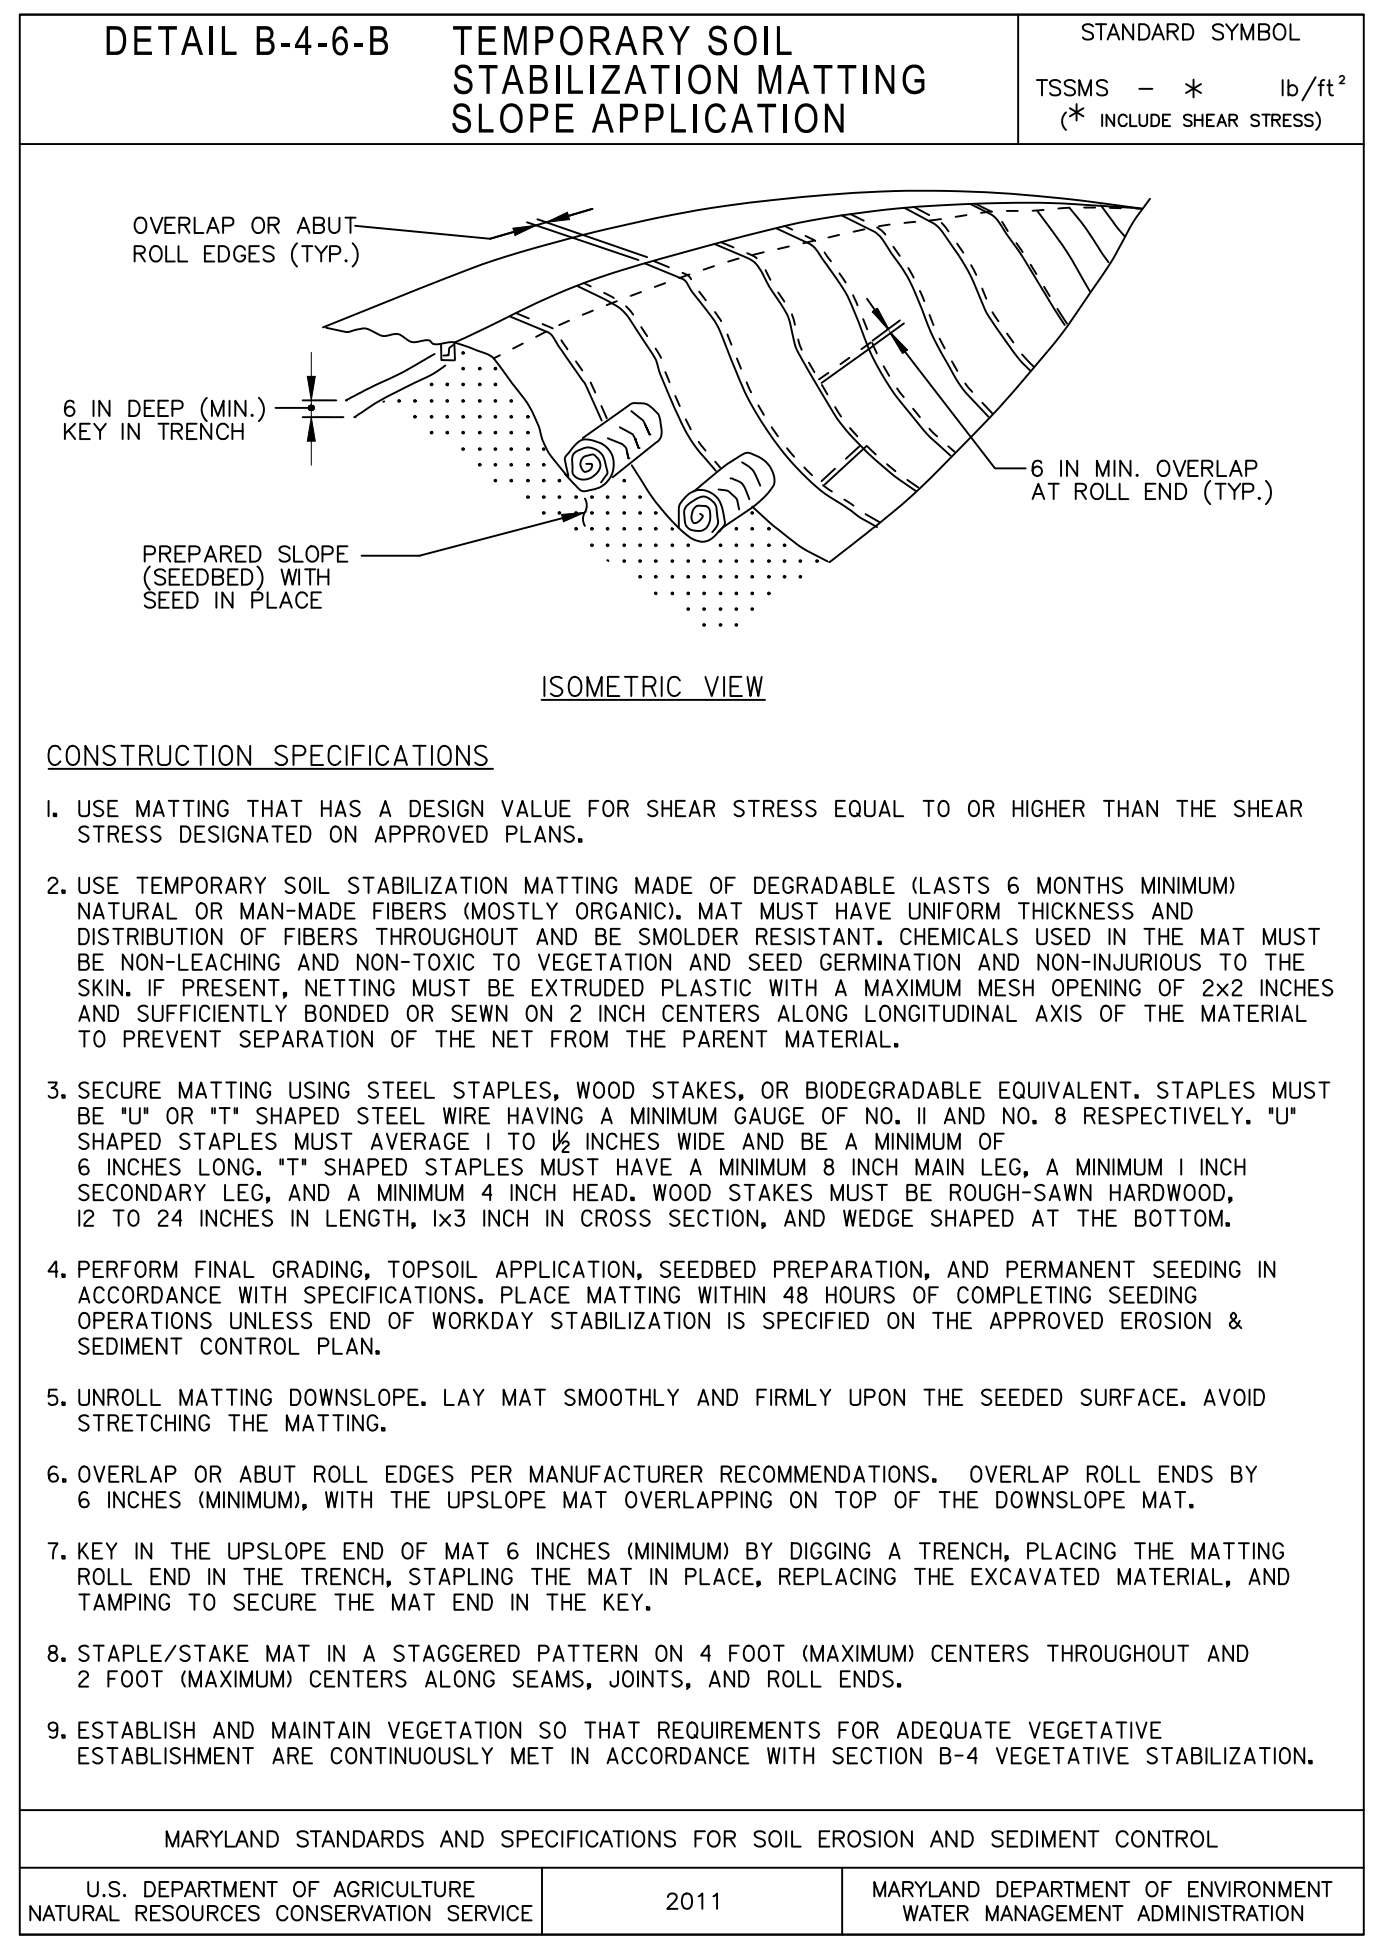 DETAIL B-4-6-B
TEMPORARY SOIL
STABILIZATION MATTING
SLOPE APPLICATION
STANDARD SYMBOL
TSSMS - * lb/ft²
(* INCLUDE SHEAR STRESS)
OVERLAP OR ABUT
ROLL EDGES (TYP.)
6 IN DEEP (MIN.)
KEY IN TRENCH
6 IN MIN. OVERLAP
AT ROLL END (TYP.)
PREPARED SLOPE
(SEEDBED) WITH
SEED IN PLACE
ISOMETRIC VIEW
CONSTRUCTION SPECIFICATIONS
1. USE MATTING THAT HAS A DESIGN VALUE FOR SHEAR STRESS EQUAL TO OR HIGHER THAN THE SHEAR
STRESS DESIGNATED ON APPROVED PLANS.
2. USE TEMPORARY SOIL STABILIZATION MATTING MADE OF DEGRADABLE (LASTS 6 MONTHS MINIMUM)
NATURAL OR MAN-MADE FIBERS (MOSTLY ORGANIC). MAT MUST HAVE UNIFORM THICKNESS AND
DISTRIBUTION OF FIBERS THROUGHOUT AND BE SMOLDER RESISTANT. CHEMICALS USED IN THE MAT MUST
BE NON-LEACHING AND NON-TOXIC TO VEGETATION AND SEED GERMINATION AND NON-INJURIOUS TO THE
SKIN. IF PRESENT, NETTING MUST BE EXTRUDED PLASTIC WITH A MAXIMUM MESH OPENING OF 2x2 INCHES
AND SUFFICIENTLY BONDED OR SEWN ON 2 INCH CENTERS ALONG LONGITUDINAL AXIS OF THE MATERIAL
TO PREVENT SEPARATION OF THE NET FROM THE PARENT MATERIAL.
3. SECURE MATTING USING STEEL STAPLES, WOOD STAKES, OR BIODEGRADABLE EQUIVALENT. STAPLES MUST
BE "U" OR "T" SHAPED STEEL WIRE HAVING A MINIMUM GAUGE OF NO. 11 AND NO. 8 RESPECTIVELY. "U"
SHAPED STAPLES MUST AVERAGE 1 TO 1½ INCHES WIDE AND BE A MINIMUM OF
6 INCHES LONG. "T" SHAPED STAPLES MUST HAVE A MINIMUM 8 INCH MAIN LEG, A MINIMUM 1 INCH
SECONDARY LEG, AND A MINIMUM 4 INCH HEAD. WOOD STAKES MUST BE ROUGH-SAWN HARDWOOD,
12 TO 24 INCHES IN LENGTH, 1x3 INCH IN CROSS SECTION, AND WEDGE SHAPED AT THE BOTTOM.
4. PERFORM FINAL GRADING, TOPSOIL APPLICATION, SEEDBED PREPARATION, AND PERMANENT SEEDING IN
ACCORDANCE WITH SPECIFICATIONS. PLACE MATTING WITHIN 48 HOURS OF COMPLETING SEEDING
OPERATIONS UNLESS END OF WORKDAY STABILIZATION IS SPECIFIED ON THE APPROVED EROSION &
SEDIMENT CONTROL PLAN.
5. UNROLL MATTING DOWNSLOPE. LAY MAT SMOOTHLY AND FIRMLY UPON THE SEEDED SURFACE. AVOID
STRETCHING THE MATTING.
6. OVERLAP OR ABUT ROLL EDGES PER MANUFACTURER RECOMMENDATIONS. OVERLAP ROLL ENDS BY
6 INCHES (MINIMUM), WITH THE UPSLOPE MAT OVERLAPPING ON TOP OF THE DOWNSLOPE MAT.
7. KEY IN THE UPSLOPE END OF MAT 6 INCHES (MINIMUM) BY DIGGING A TRENCH, PLACING THE MATTING
ROLL END IN THE TRENCH, STAPLING THE MAT IN PLACE, REPLACING THE EXCAVATED MATERIAL, AND
TAMPING TO SECURE THE MAT END IN THE KEY.
8. STAPLE/STAKE MAT IN A STAGGERED PATTERN ON 4 FOOT (MAXIMUM) CENTERS THROUGHOUT AND
2 FOOT (MAXIMUM) CENTERS ALONG SEAMS, JOINTS, AND ROLL ENDS.
9. ESTABLISH AND MAINTAIN VEGETATION SO THAT REQUIREMENTS FOR ADEQUATE VEGETATIVE
ESTABLISHMENT ARE CONTINUOUSLY MET IN ACCORDANCE WITH SECTION B-4 VEGETATIVE STABILIZATION.
MARYLAND STANDARDS AND SPECIFICATIONS FOR SOIL EROSION AND SEDIMENT CONTROL
U.S. DEPARTMENT OF AGRICULTURE
NATURAL RESOURCES CONSERVATION SERVICE
2011
MARYLAND DEPARTMENT OF ENVIRONMENT
WATER MANAGEMENT ADMINISTRATION